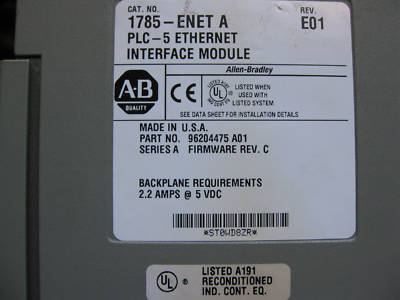 CAT. NO.
1785-ENET A
REV.
E01
PLC-5 ETHERNET
INTERFACE MODULE
Allen-Bradley
A-B
QUALITY
CE
UL
LISTED
WHEN
USED WITH
LISTED SYSTEM
SEE DATA SHEET FOR INSTALLATION DETAILS
MADE IN U.S.A.
PART NO. 96204475 A01
SERIES A FIRMWARE REV. C
BACKPLANE REQUIREMENTS
2.2 AMPS @ 5 VDC
*ST0WD8ZR*
UL
LISTED A191
RECONDITIONED
IND. CONT. EQ.